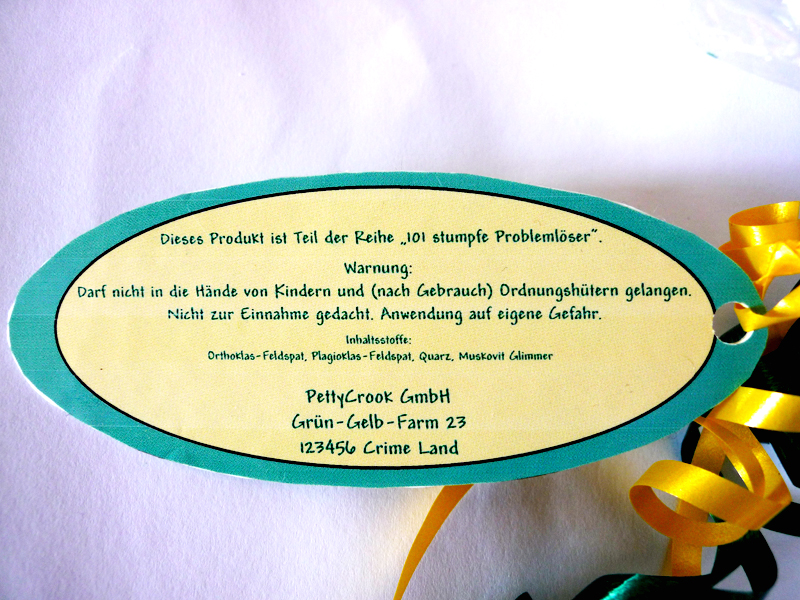 Dieses Produkt ist Teil der Reihe „101 stumpfe Problemlöser“.
Warnung:
Darf nicht in die Hände von Kindern und (nach Gebrauch) Ordnungshütern gelangen.
Nicht zur Einnahme gedacht. Anwendung auf eigene Gefahr.
Inhaltsstoffe:
Orthoklas-Feldspat, Plagioklas-Feldspat, Quarz, Muskovit Glimmer
PettyCrook GmbH
Grün-Gelb-Farm 23
123456 Crime Land